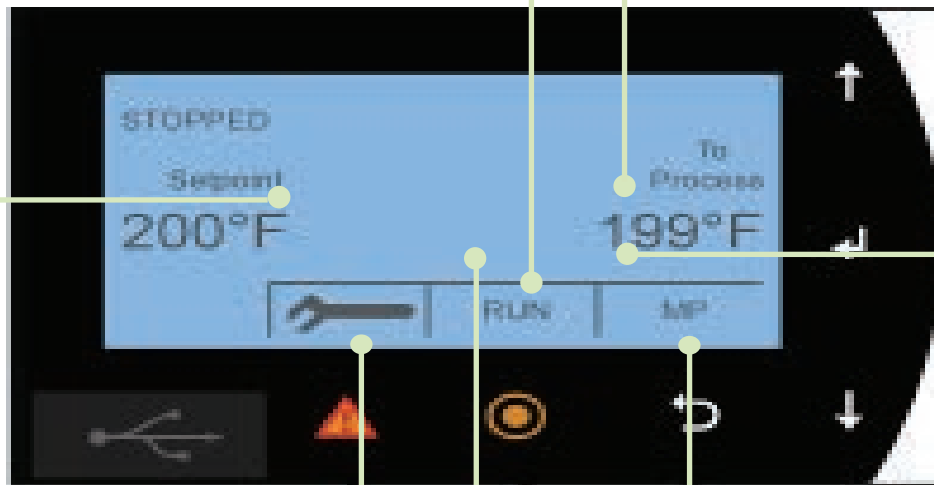 STOPPED
Setpoint
200°F
To
Process
199°F
RUN
MP